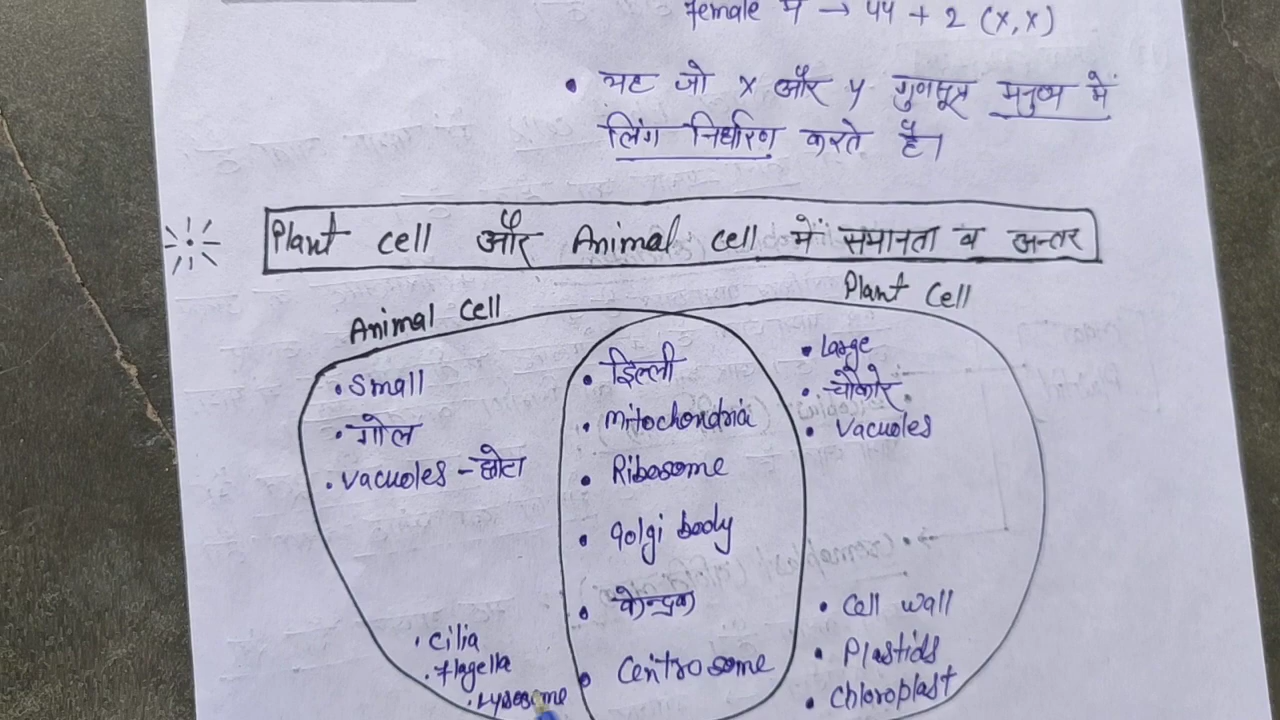 female में → 44 + 2 (x, x)
• यह जो x और y गुणसूत्र मनुष्य में
लिंग निर्धारण करते है।
Plant cell और Animal cell में समानता व अन्तर
Animal cell
Plant Cell
• Small
• गोल
• vacuoles - छोटा
• Cilia
• flagella
• Lysosome
• झिल्ली
• Mitochondria
• Ribosome
• Golgi body
• केन्द्रक
• Centrosome
• Large
• चौकोर
• Vacuoles
• Cell wall
• Plastids
• Chloroplast